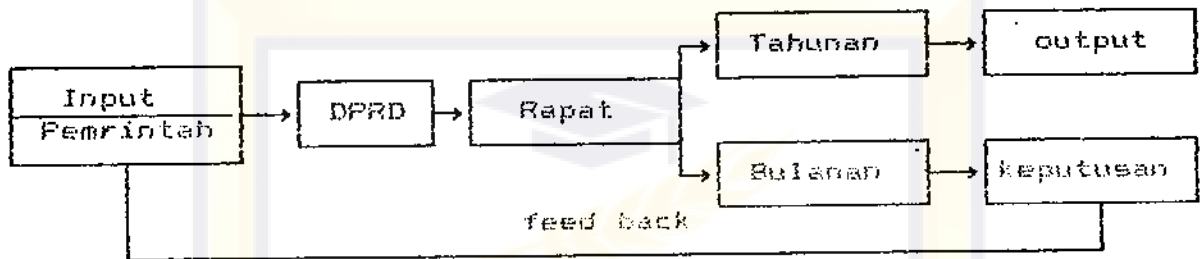 Input
Pemrintah
DPRD
Rapat
Tahunan
output
Bulanan
keputusan
feed back